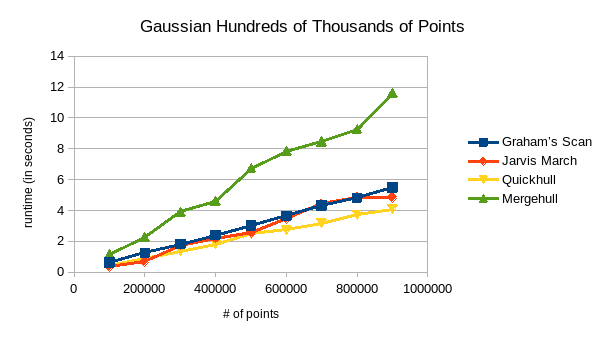 Gaussian Hundreds of Thousands of Points
14
12
10
8
6
4
2
0
runtime (in seconds)
0 200000 400000 600000 800000 1000000
# of points
Graham's Scan
Jarvis March
Quickhull
Mergehull